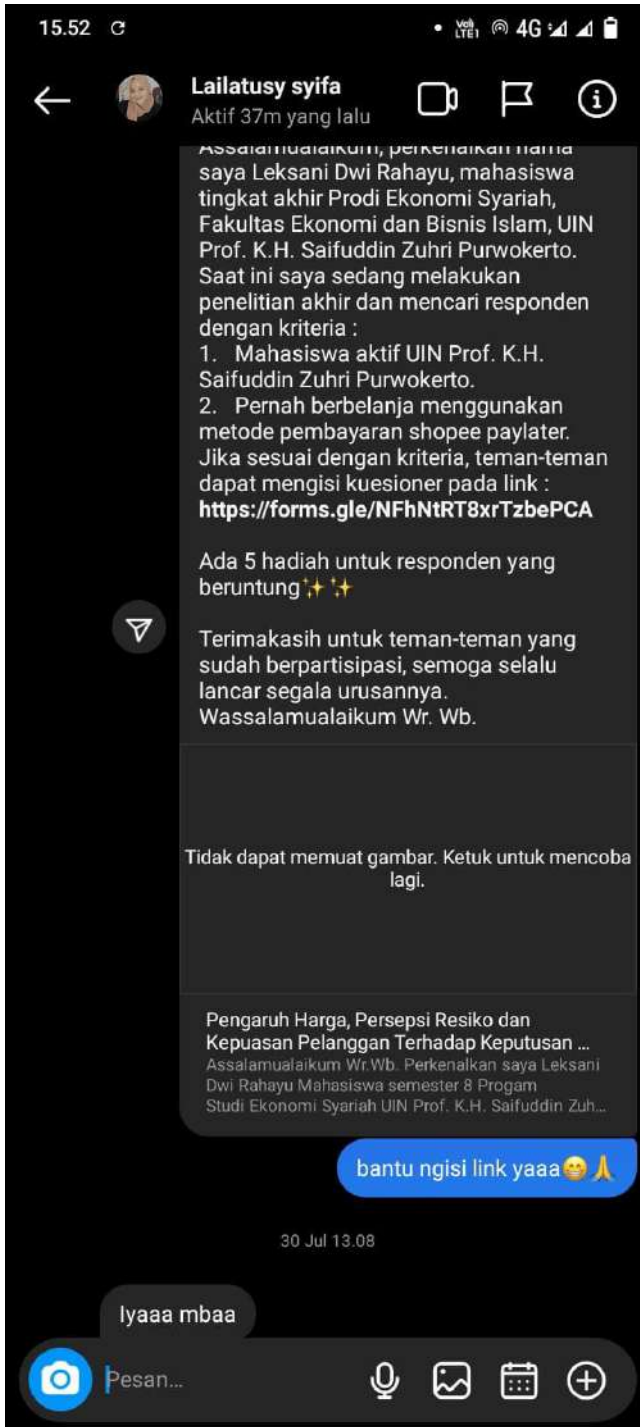 15.52
Vo)) LTE1 4G
Lailatusy syifa
Aktif 37m yang lalu
Assalamualaikum, perkenalkan nama
saya Leksani Dwi Rahayu, mahasiswa
tingkat akhir Prodi Ekonomi Syariah,
Fakultas Ekonomi dan Bisnis Islam, UIN
Prof. K.H. Saifuddin Zuhri Purwokerto.
Saat ini saya sedang melakukan
penelitian akhir dan mencari responden
dengan kriteria :
1. Mahasiswa aktif UIN Prof. K.H.
Saifuddin Zuhri Purwokerto.
2. Pernah berbelanja menggunakan
metode pembayaran shopee paylater.
Jika sesuai dengan kriteria, teman-teman
dapat mengisi kuesioner pada link :
https://forms.gle/NFhNtRT8xrTzbePCA
Ada 5 hadiah untuk responden yang
beruntung✨✨
Terimakasih untuk teman-teman yang
sudah berpartisipasi, semoga selalu
lancar segala urusannya.
Wassalamualaikum Wr. Wb.
Tidak dapat memuat gambar. Ketuk untuk mencoba
lagi.
Pengaruh Harga, Persepsi Resiko dan
Kepuasan Pelanggan Terhadap Keputusan ...
Assalamualaikum Wr.Wb. Perkenalkan saya Leksani
Dwi Rahayu Mahasiswa semester 8 Progam
Studi Ekonomi Syariah UIN Prof. K.H. Saifuddin Zuh...
bantu ngisi link yaaa😁🙏
30 Jul 13.08
Iyaaa mbaa
Pesan...